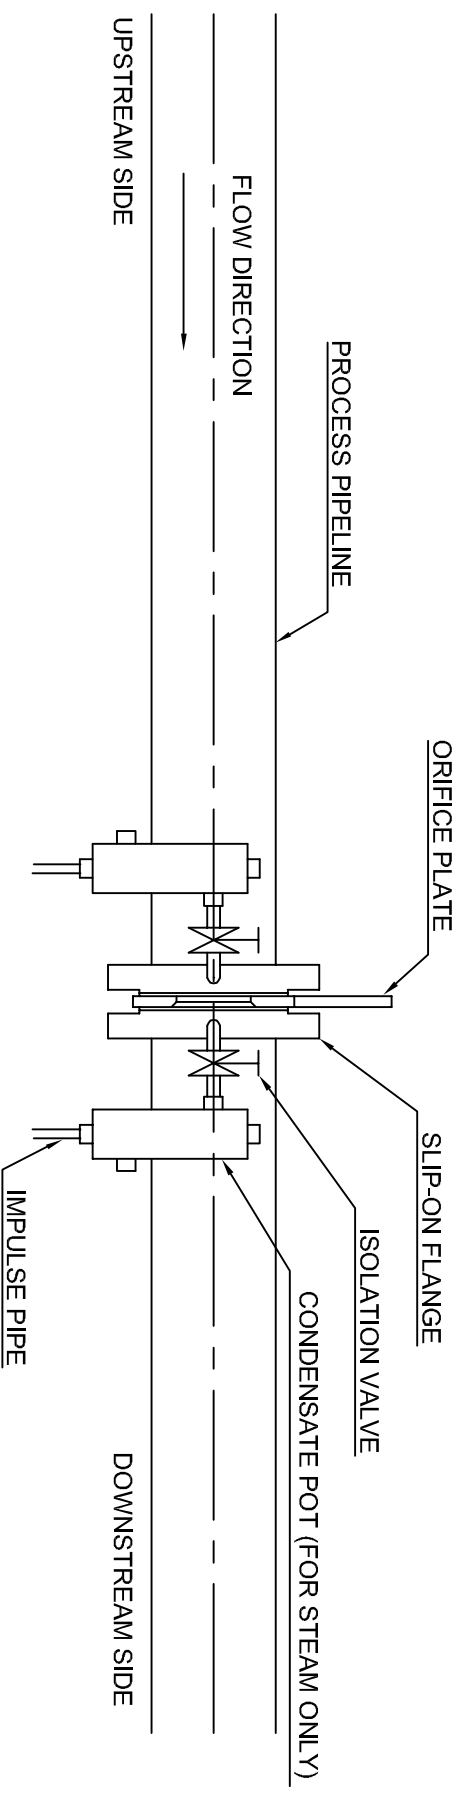 ORIFICE PLATE
SLIP-ON FLANGE
PROCESS PIPELINE
ISOLATION VALVE
CONDENSATE POT (FOR STEAM ONLY)
FLOW DIRECTION
UPSTREAM SIDE
DOWNSTREAM SIDE
IMPULSE PIPE